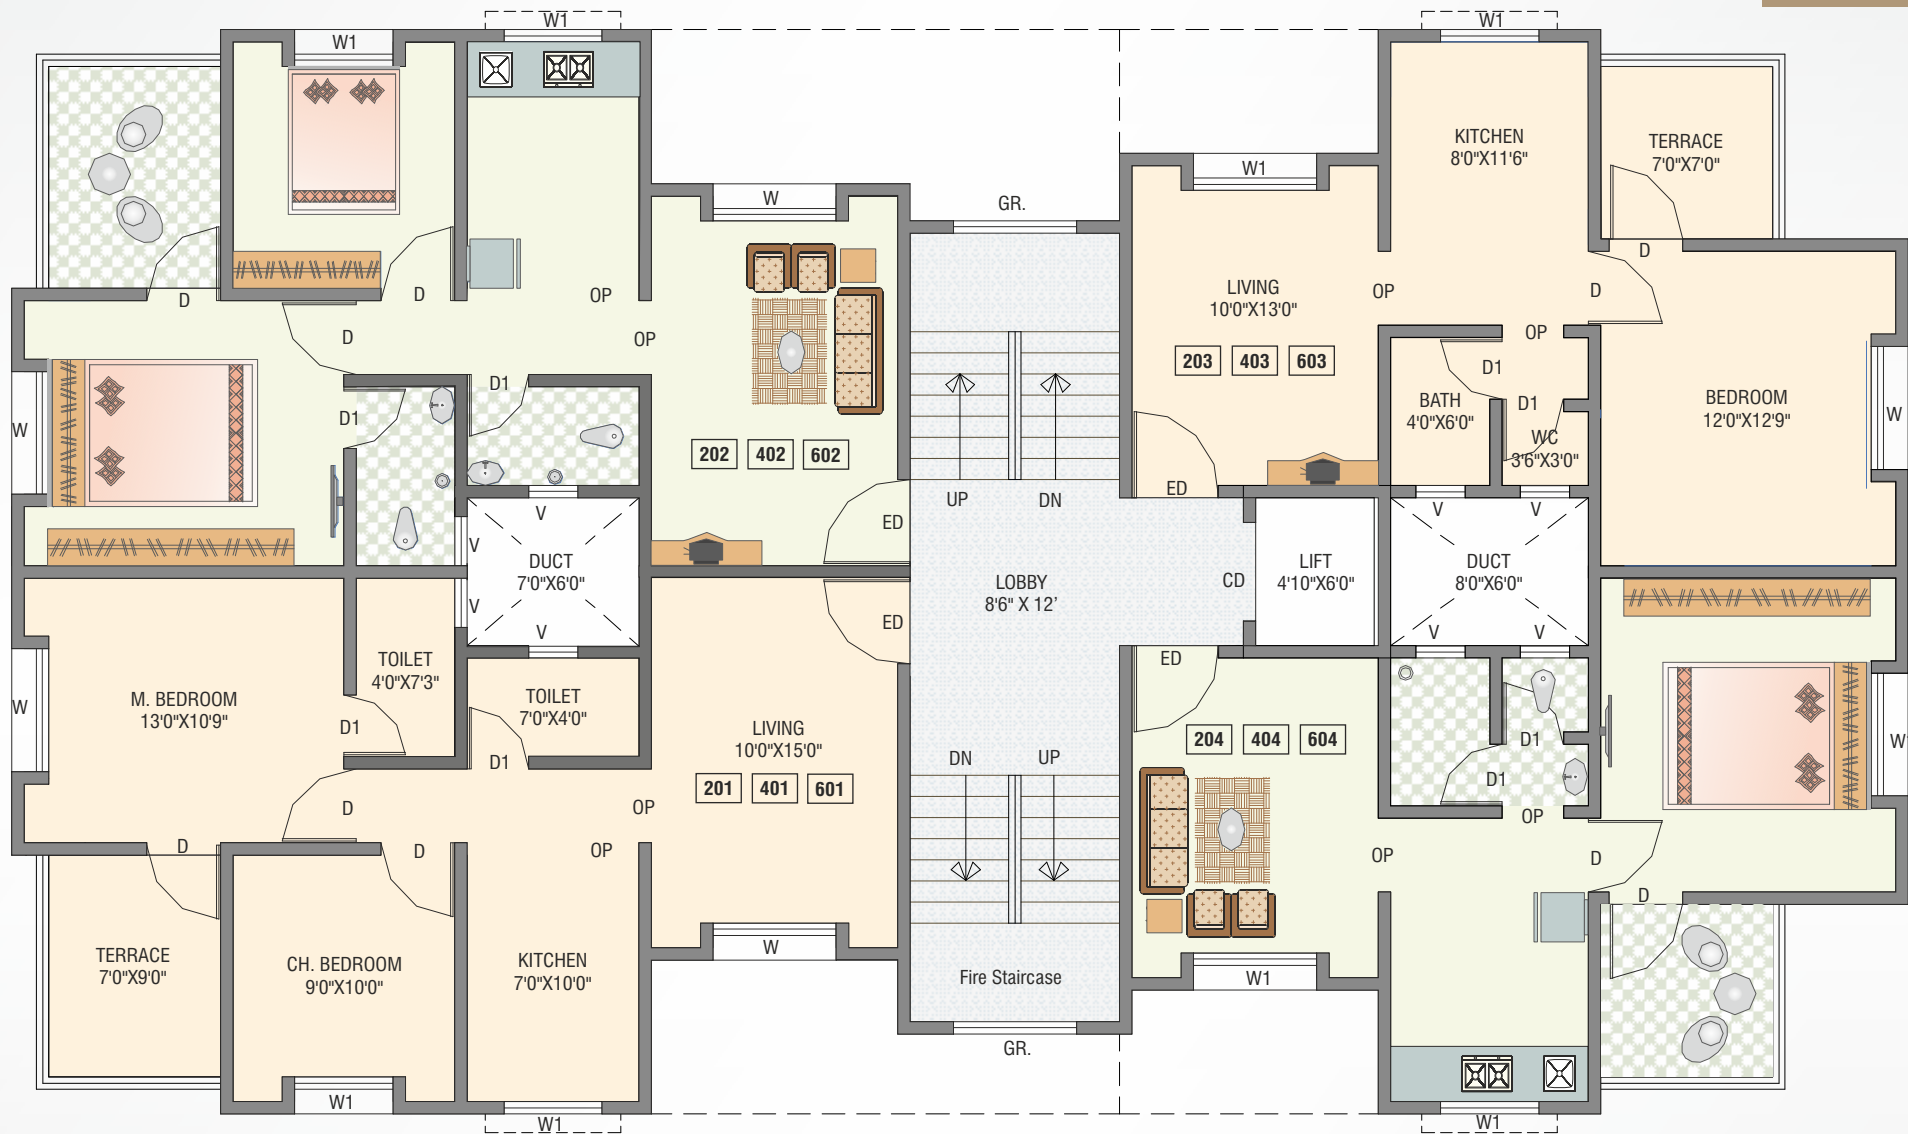 W1
W1
W1
KITCHEN
8'0"X11'6"
TERRACE
7'0"X7'0"
W1
W
GR.
D
D
D
OP
LIVING
10'0"X13'0"
OP
D
D
OP
OP
203 403 603
D1
D1
D1
BATH
4'0"X6'0"
D1
BEDROOM
12'0"X12'9"
W
W
WC
3'6"X3'0"
202 402 602
UP
DN
ED
ED
V
V
V
V
DUCT
7'0"X6'0"
LOBBY
8'6" X 12'
CD
LIFT
4'10"X6'0"
DUCT
8'0"X6'0"
V
V
V
V
ED
ED
TOILET
4'0"X7'3"
M. BEDROOM
13'0"X10'9"
TOILET
7'0"X4'0"
W
D1
D1
LIVING
10'0"X15'0"
201 401 601
DN
UP
204 404 604
D1
D1
W
D
OP
OP
D
D
OP
OP
D
D
TERRACE
7'0"X9'0"
CH. BEDROOM
9'0"X10'0"
KITCHEN
7'0"X10'0"
W
Fire Staircase
W1
GR.
W1
W1
W1